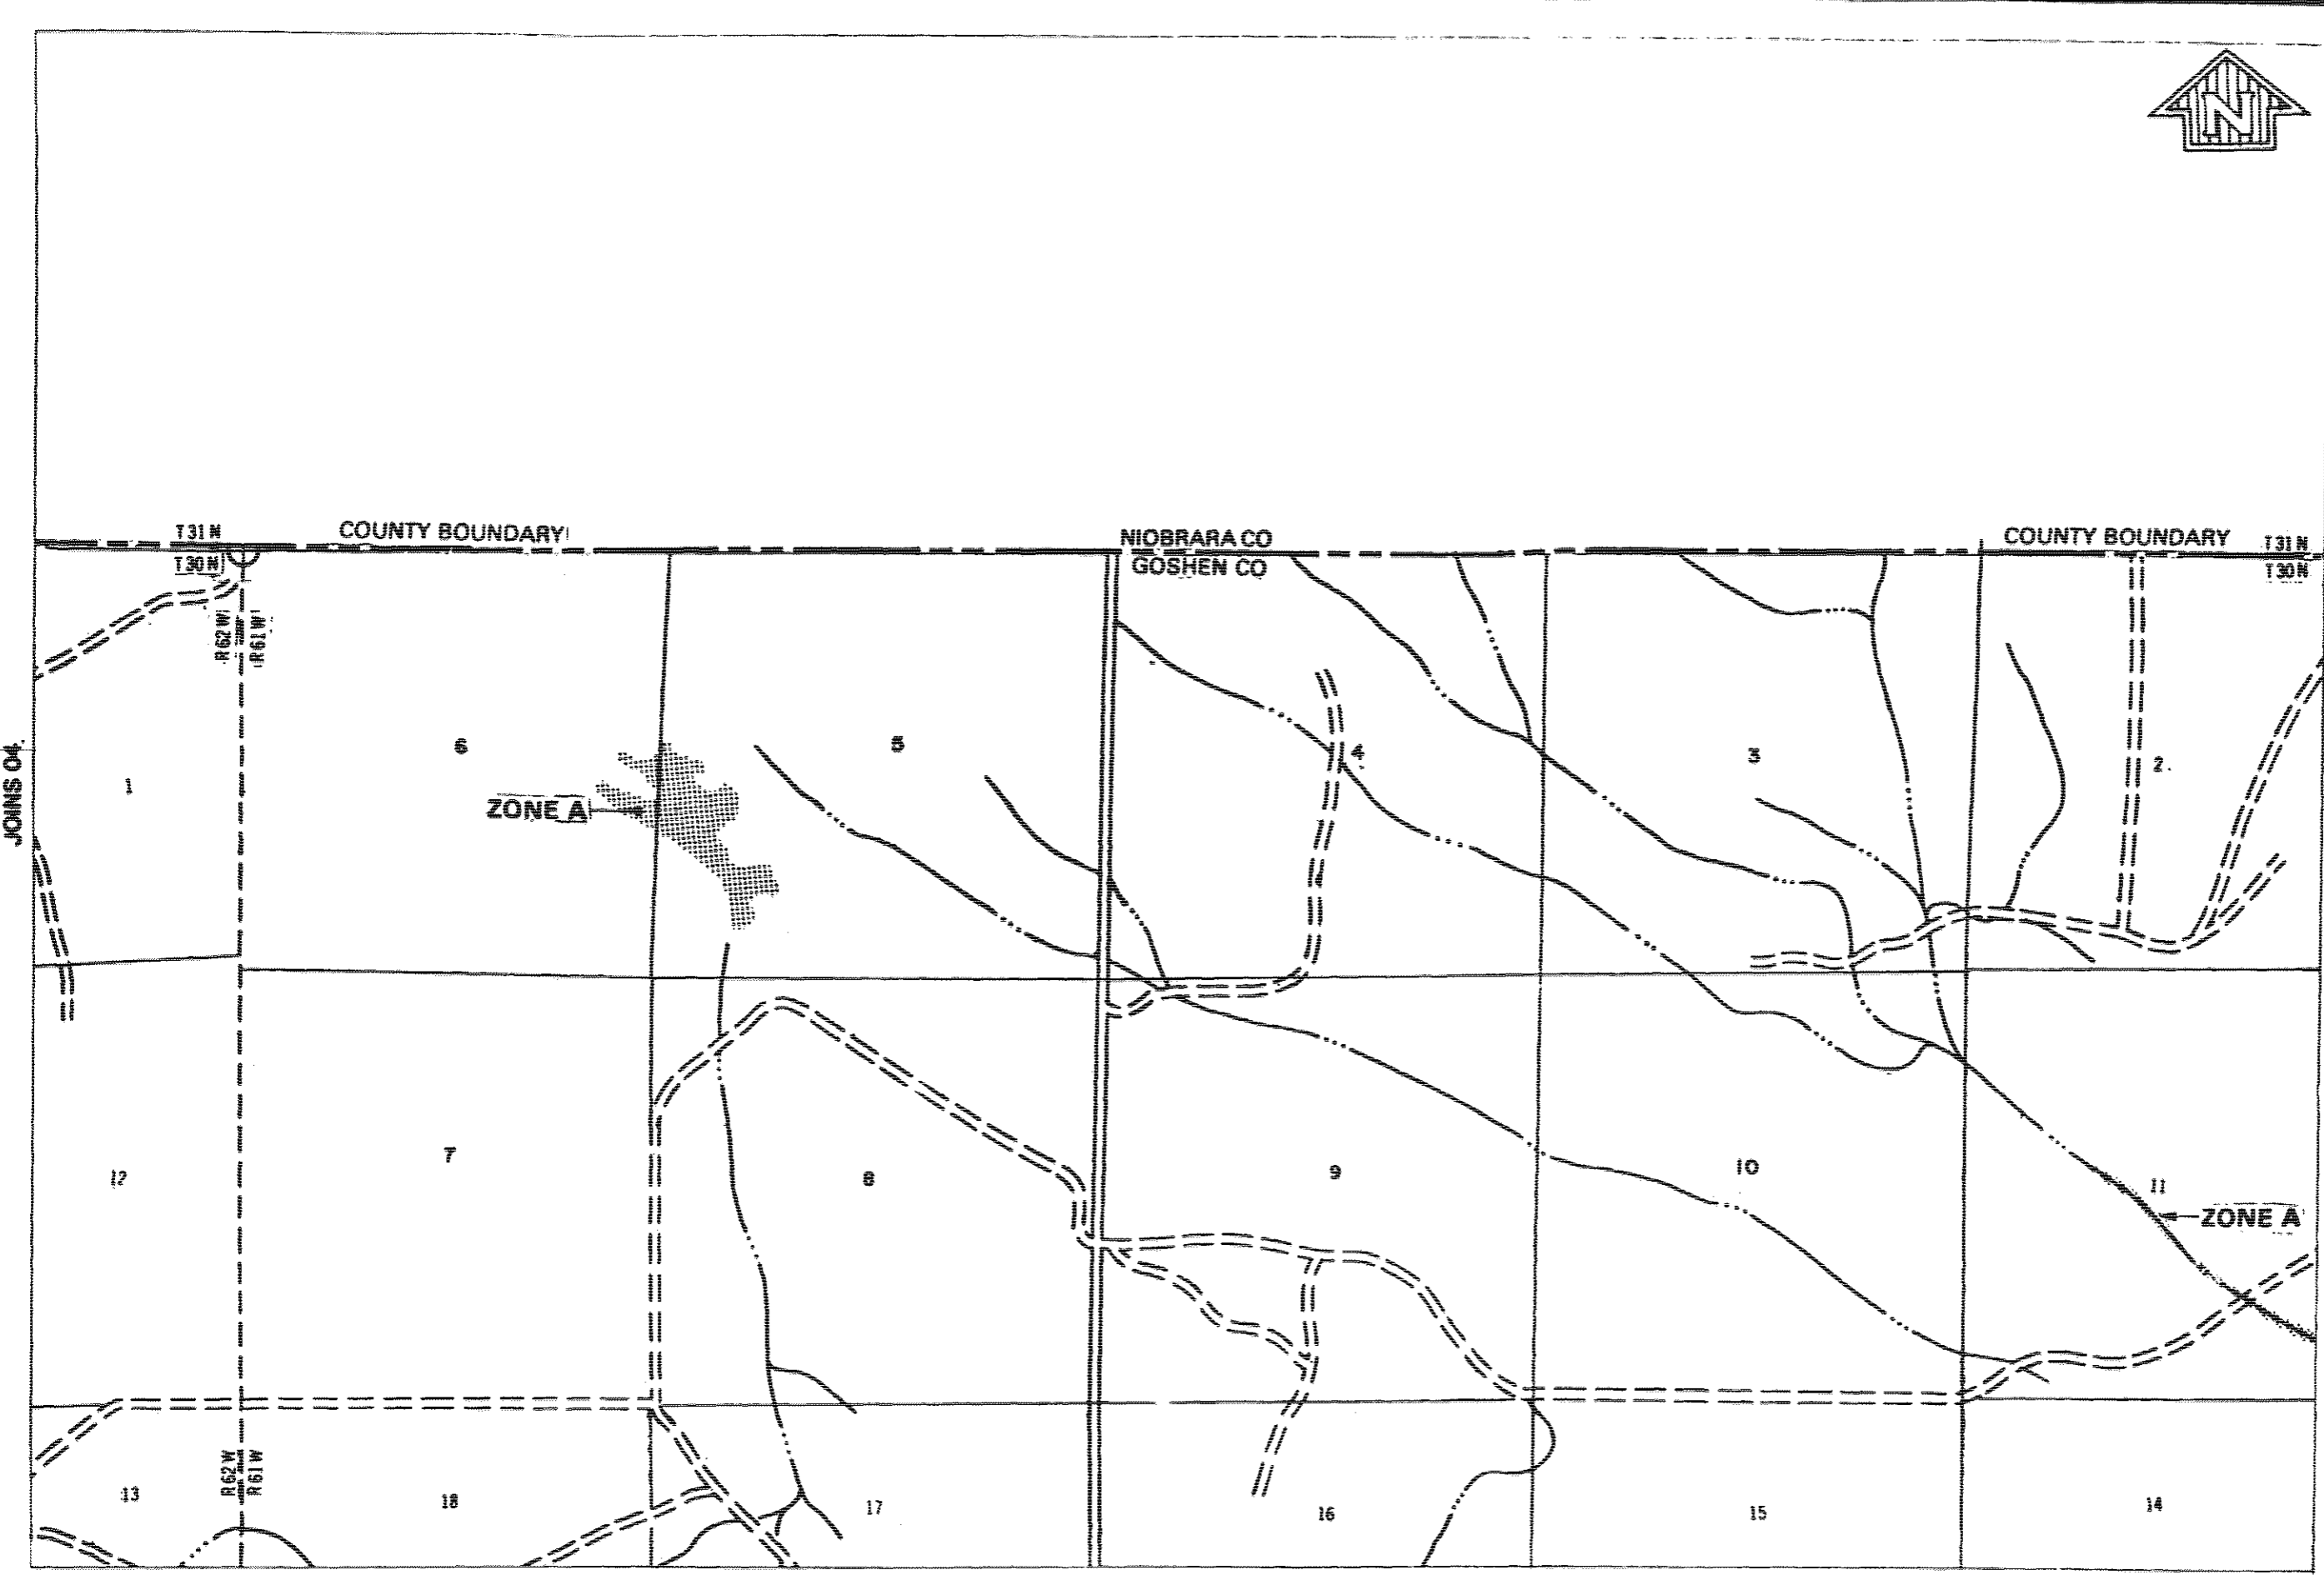 N
T31N
COUNTY BOUNDARY
NIOBRARA CO
COUNTY BOUNDARY
T31N
T30N
GOSHEN CO
T30N
R62W
R61W
JOINS 04
1
6
5
4
3
2
ZONE A
12
7
8
9
10
11
ZONE A
R62W
R61W
13
18
17
16
15
14